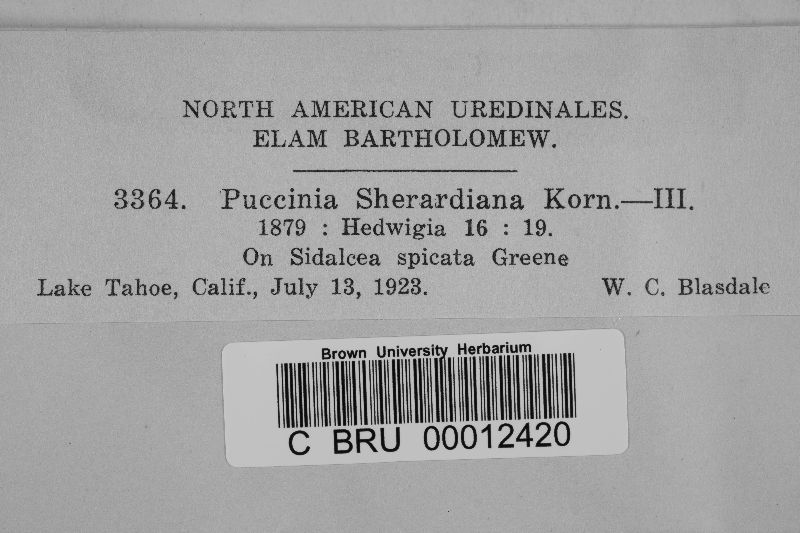 NORTH AMERICAN UREDINALES.
ELAM BARTHOLOMEW.
3364. Puccinia Sherardiana Korn.—III.
1879 : Hedwigia 16 : 19.
On Sidalcea spicata Greene
Lake Tahoe, Calif., July 13, 1923. W. C. Blasdale
Brown University Herbarium
C BRU 00012420